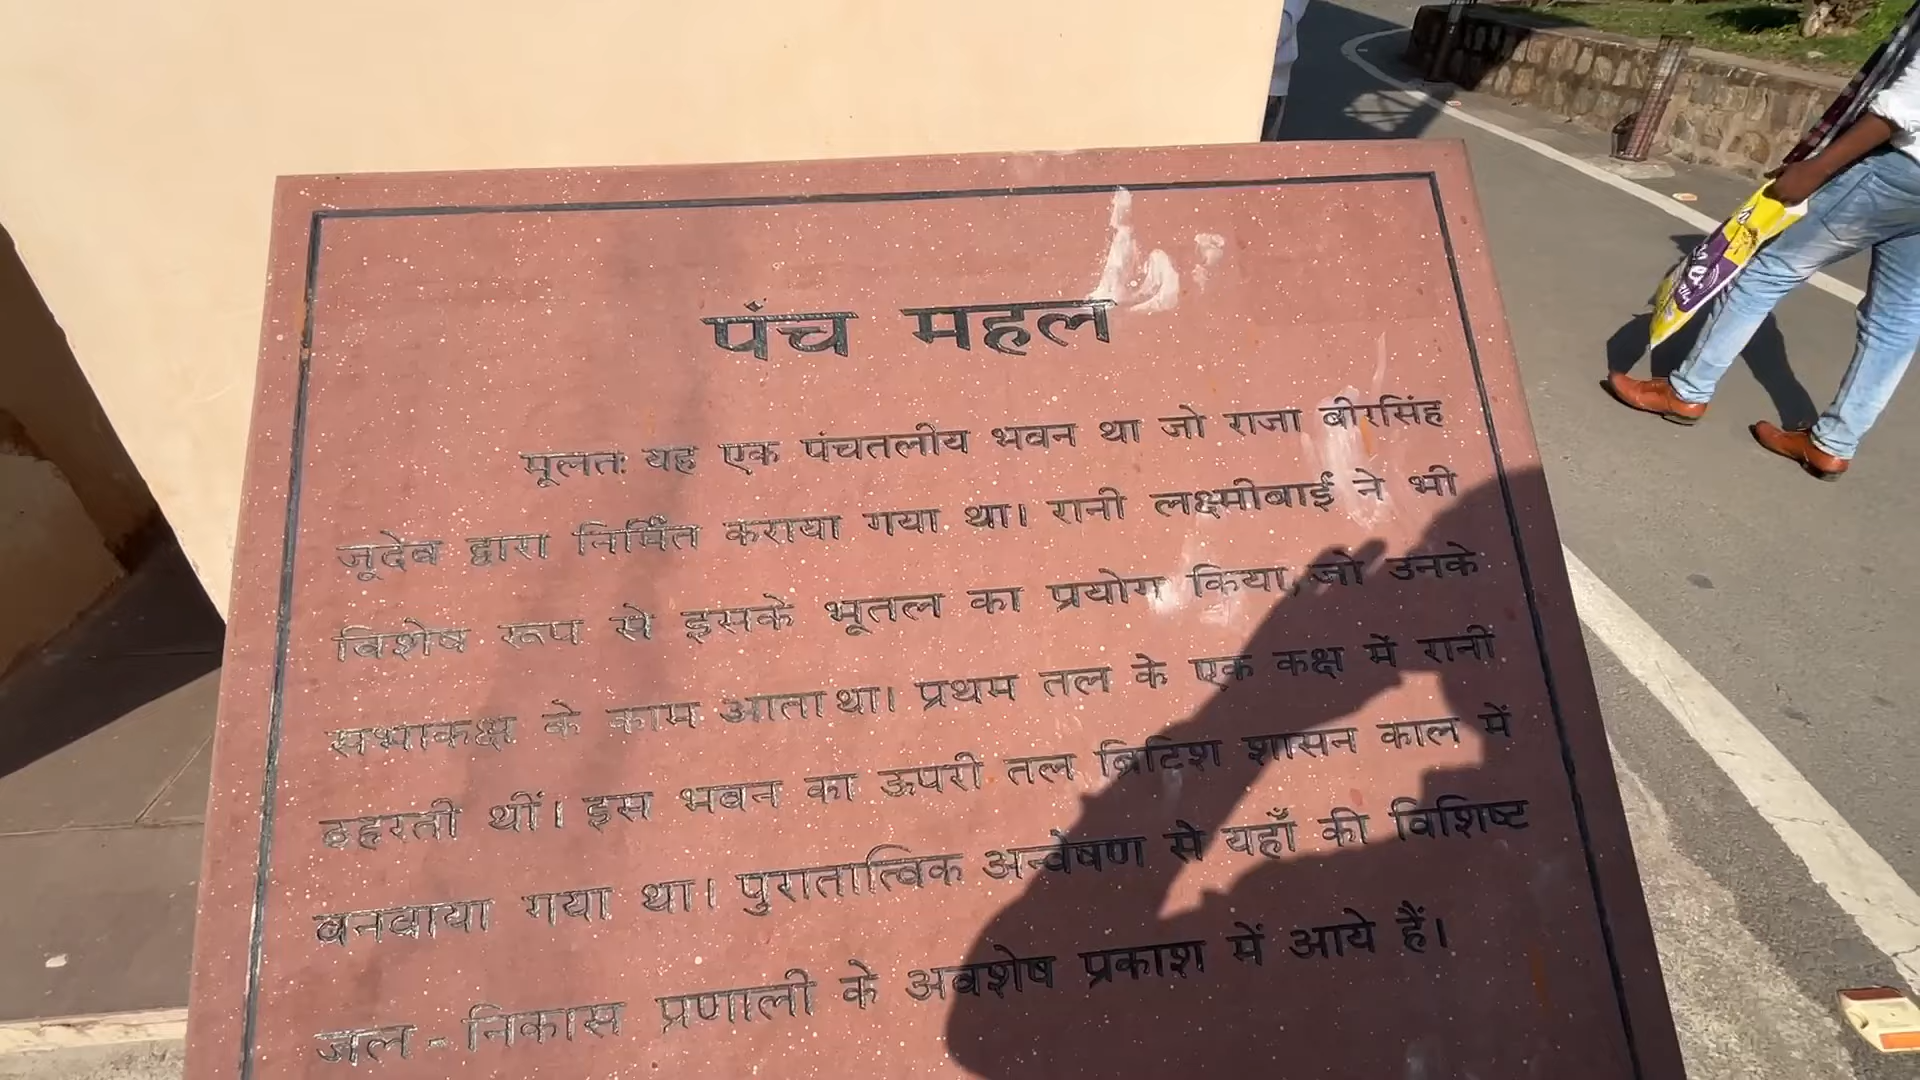 पंच महल
मूलतः यह एक पंचतलीय भवन था जो राजा बीरसिंह
जूदेव द्वारा निर्मित कराया गया था। रानी लक्ष्मीबाई ने भी
विशेष रूप से इसके भूतल का प्रयोग किया, जो उनके
सभाकक्ष के काम आता था। प्रथम तल के एक कक्ष में रानी
ठहरती थीं। इस भवन का ऊपरी तल ब्रिटिश शासन काल में
बनवाया गया था। पुरातात्विक अन्वेषण से यहाँ की विशिष्ट
जल - निकास प्रणाली के अवशेष प्रकाश में आये हैं।